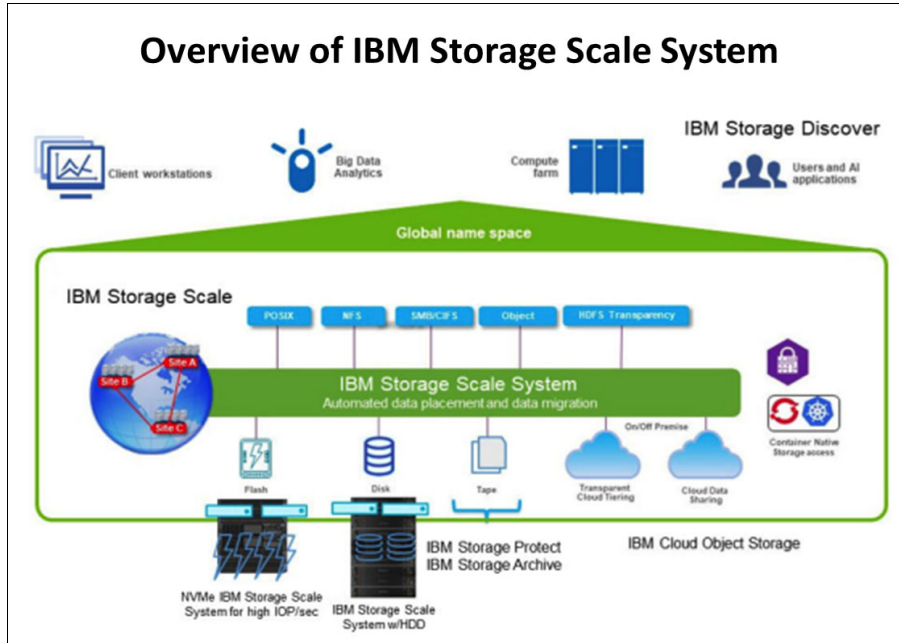 Overview of IBM Storage Scale System
IBM Storage Discover
Client workstations
Big Data
Analytics
Compute
farm
Users and AI
applications
Global name space
IBM Storage Scale
POSIX
NFS
SMB/CIFS
Object
HDFS Transparency
Site A
Site B
Site C
IBM Storage Scale System
Automated data placement and data migration
On/Off Premise
Container Native
Storage access
Flash
Disk
Tape
Transparent
Cloud Tiering
Cloud Data
Sharing
IBM Storage Protect
IBM Storage Archive
IBM Cloud Object Storage
NVMe IBM Storage Scale
System for high IOP/sec
IBM Storage Scale
System w/HDD